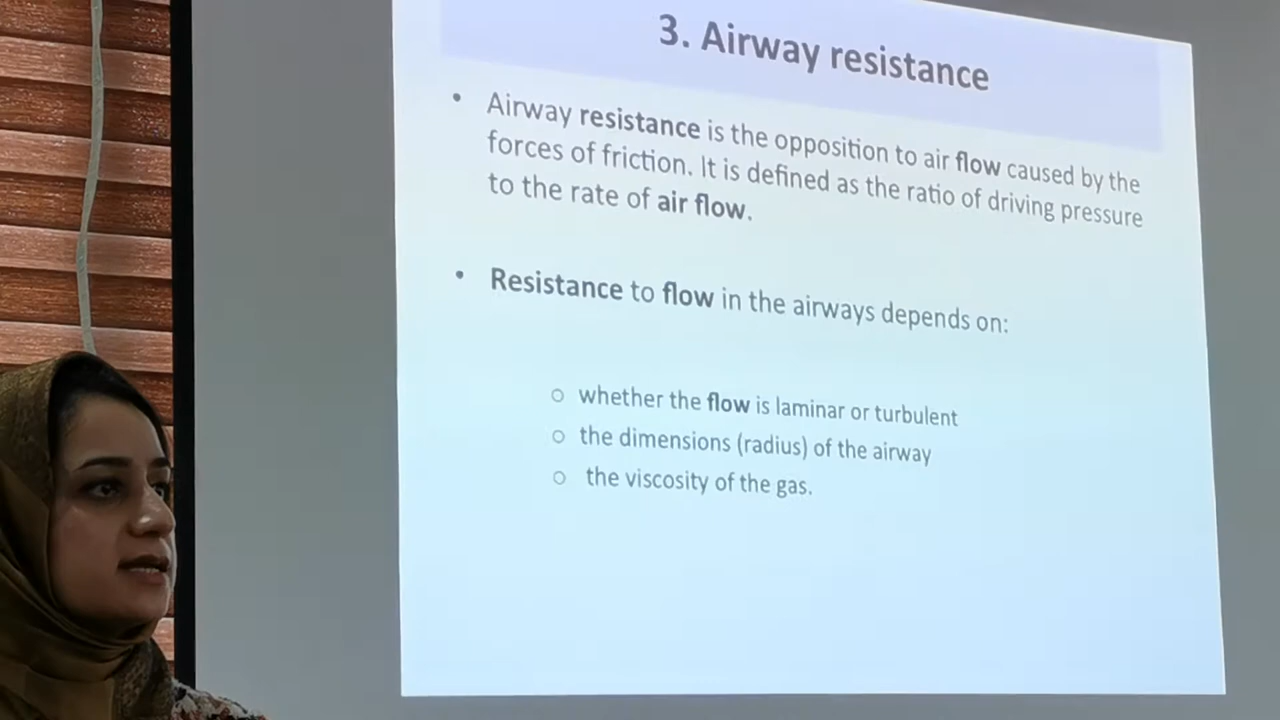 3. Airway resistance
• Airway resistance is the opposition to air flow caused by the
forces of friction. It is defined as the ratio of driving pressure
to the rate of air flow.
• Resistance to flow in the airways depends on:
○ whether the flow is laminar or turbulent
○ the dimensions (radius) of the airway
○ the viscosity of the gas.